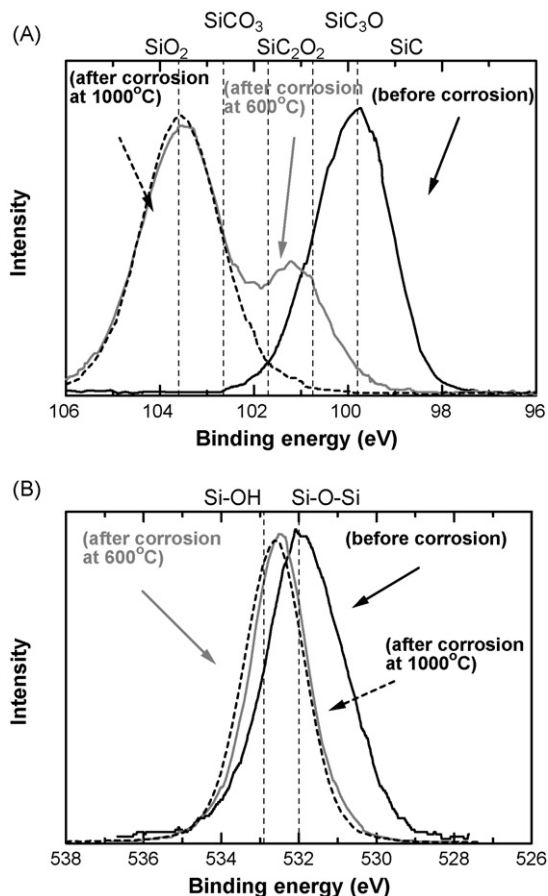 (A)
SiCO₃ SiC₃O
SiO₂ SiC₂O₂ SiC
(after corrosion
at 1000°C)
(after corrosion
at 600°C)
(before corrosion)
Intensity
106 104 102 100 98 96
Binding energy (eV)
(B)
Si-OH Si-O-Si
(after corrosion
at 600°C)
(before corrosion)
(after corrosion
at 1000°C)
Intensity
538 536 534 532 530 528 526
Binding energy (eV)